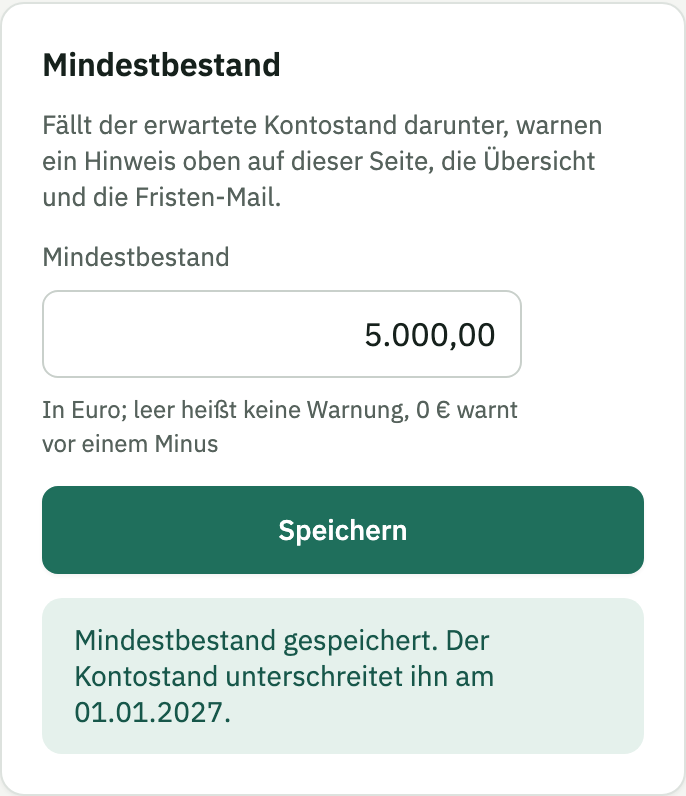 Mindestbestand
Fällt der erwartete Kontostand darunter, warnen
ein Hinweis oben auf dieser Seite, die Übersicht
und die Fristen-Mail.
Mindestbestand
5.000,00
In Euro; leer heißt keine Warnung, 0 € warnt
vor einem Minus
Speichern
Mindestbestand gespeichert. Der
Kontostand unterschreitet ihn am
01.01.2027.